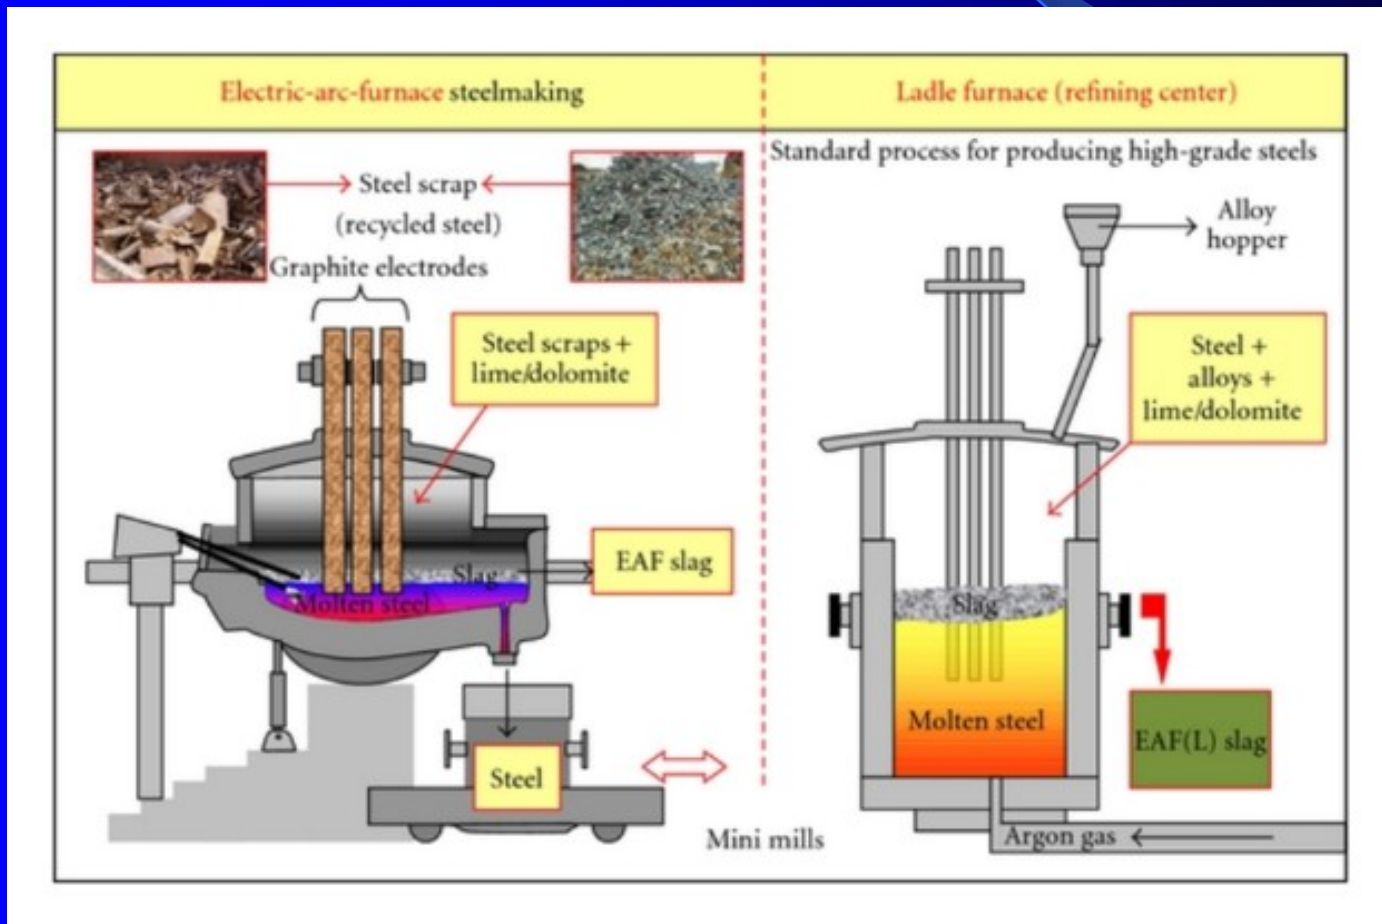 Electric-arc-furnace steelmaking
Ladle furnace (refining center)
Standard process for producing high-grade steels
Steel scrap
(recycled steel)
Graphite electrodes
Steel scraps +
lime/dolomite
EAF slag
Slag
Molten steel
Steel
Mini mills
Alloy
hopper
Steel +
alloys +
lime/dolomite
Slag
Molten steel
EAF(L) slag
Argon gas